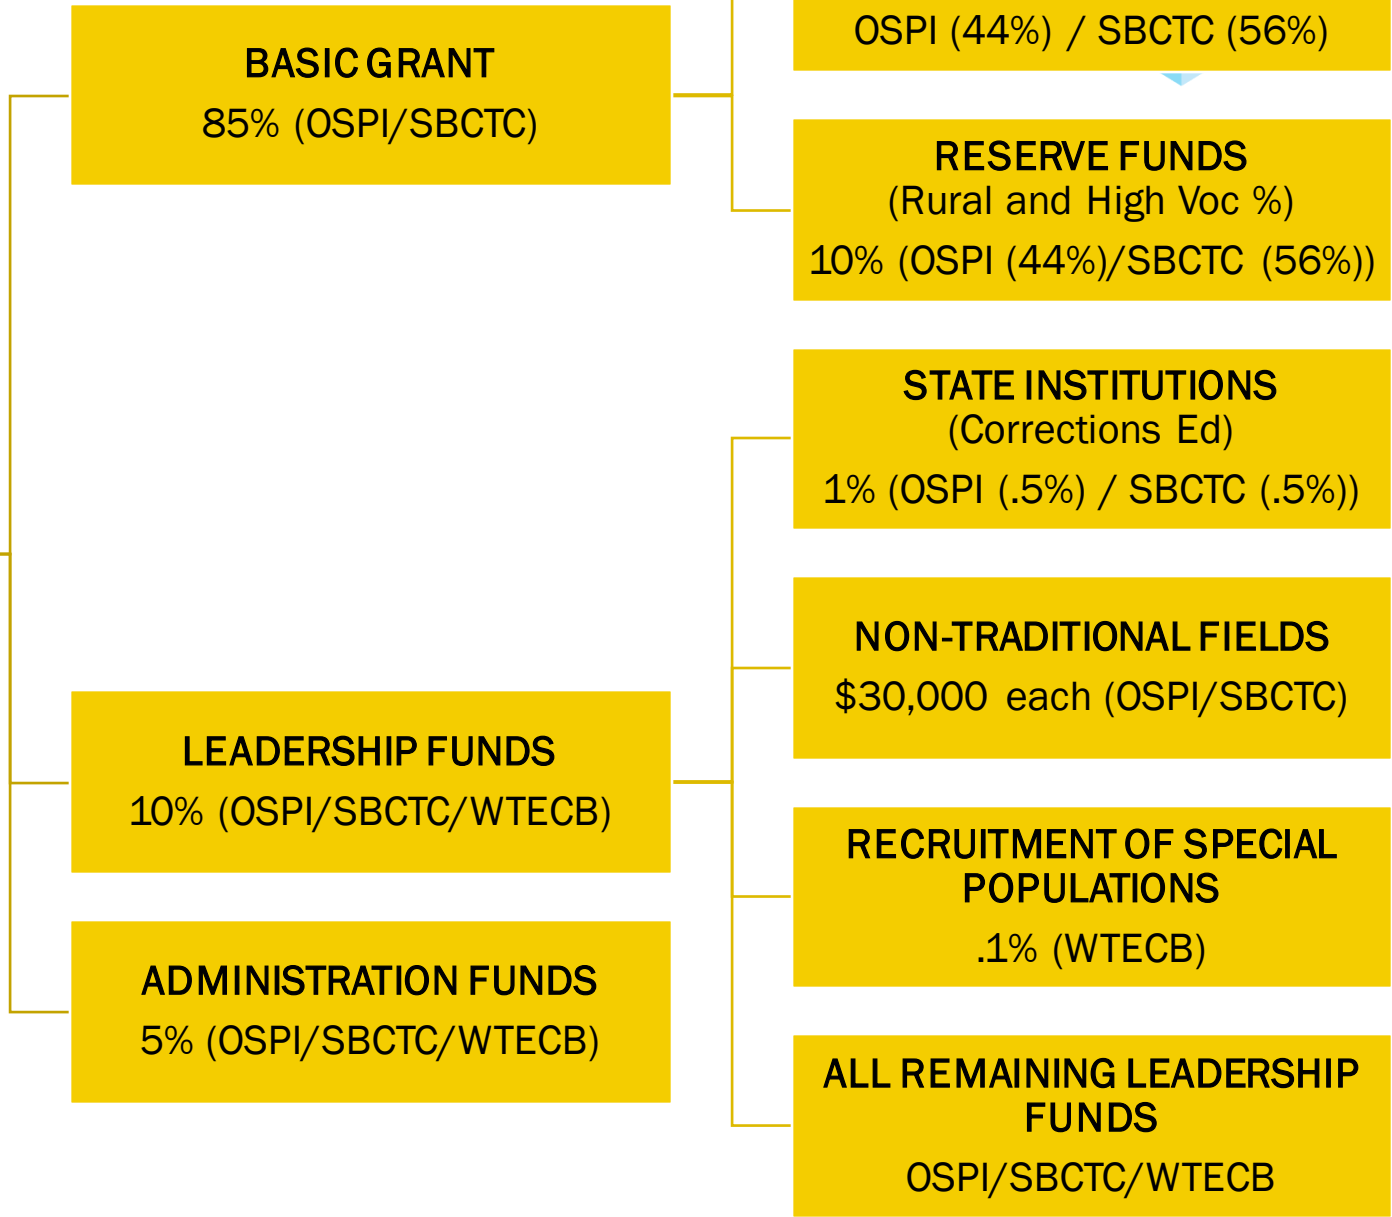 BASIC GRANT
85% (OSPI/SBCTC)
OSPI (44%) / SBCTC (56%)
RESERVE FUNDS
(Rural and High Voc %)
10% (OSPI (44%)/SBCTC (56%))
LEADERSHIP FUNDS
10% (OSPI/SBCTC/WTECB)
STATE INSTITUTIONS
(Corrections Ed)
1% (OSPI (.5%) / SBCTC (.5%))
NON-TRADITIONAL FIELDS
$30,000 each (OSPI/SBCTC)
RECRUITMENT OF SPECIAL
POPULATIONS
.1% (WTECB)
ALL REMAINING LEADERSHIP
FUNDS
OSPI/SBCTC/WTECB
ADMINISTRATION FUNDS
5% (OSPI/SBCTC/WTECB)